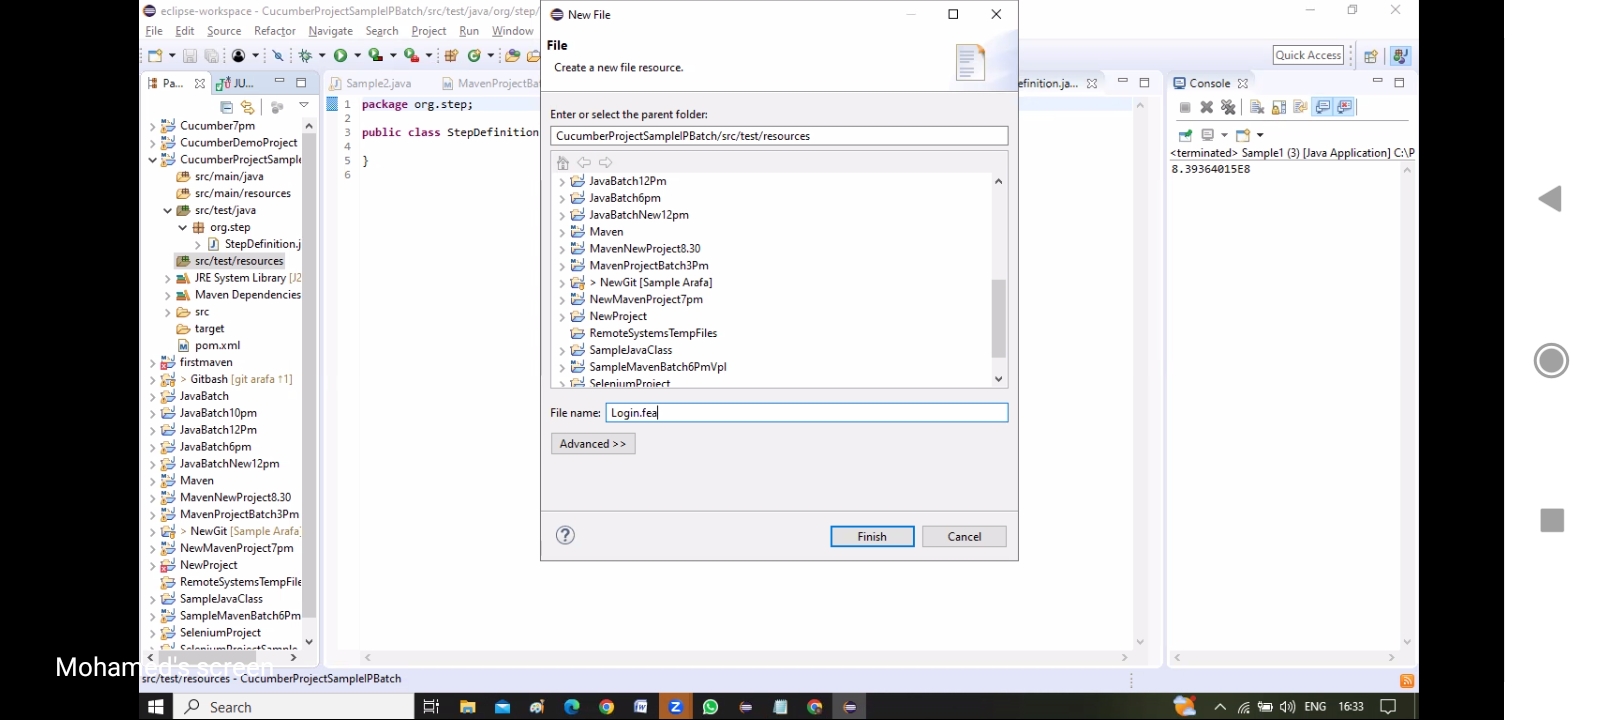 eclipse-workspace - CucumberProjectSampleIPBatch/src/test/java/org/step/
File Edit Source Refactor Navigate Search Project Run Window
Quick Access
Pa... JU...
Cucumber7pm
CucumberDemoProject
CucumberProjectSample
src/main/java
src/main/resources
src/test/java
org.step
StepDefinition.j
src/test/resources
JRE System Library [J2
Maven Dependencies
src
target
pom.xml
firstmaven
> Gitbash [git arafa ↑1]
JavaBatch
JavaBatch10pm
JavaBatch12Pm
JavaBatch6pm
JavaBatchNew12pm
Maven
MavenNewProject8.30
MavenProjectBatch3Pm
> NewGit [Sample Arafa]
NewMavenProject7pm
NewProject
RemoteSystemsTempFile
SampleJavaClass
SampleMavenBatch6Pm
SeleniumProject
Sample2.java MavenProjectBa
efinition.ja...
1 package org.step;
2
3 public class StepDefinition
4
5 }
6
New File
File
Create a new file resource.
Enter or select the parent folder:
CucumberProjectSampleIPBatch/src/test/resources
JavaBatch12Pm
JavaBatch6pm
JavaBatchNew12pm
Maven
MavenNewProject8.30
MavenProjectBatch3Pm
> NewGit [Sample Arafa]
NewMavenProject7pm
NewProject
RemoteSystemsTempFiles
SampleJavaClass
SampleMavenBatch6PmVpl
SeleniumProject
File name: Login.fea
Advanced >>
Finish Cancel
Console
<terminated> Sample1 (3) [Java Application] C:\P
8.39364015E8
Mohamed's screen
src/test/resources - CucumberProjectSampleIPBatch
Search
ENG 16:33